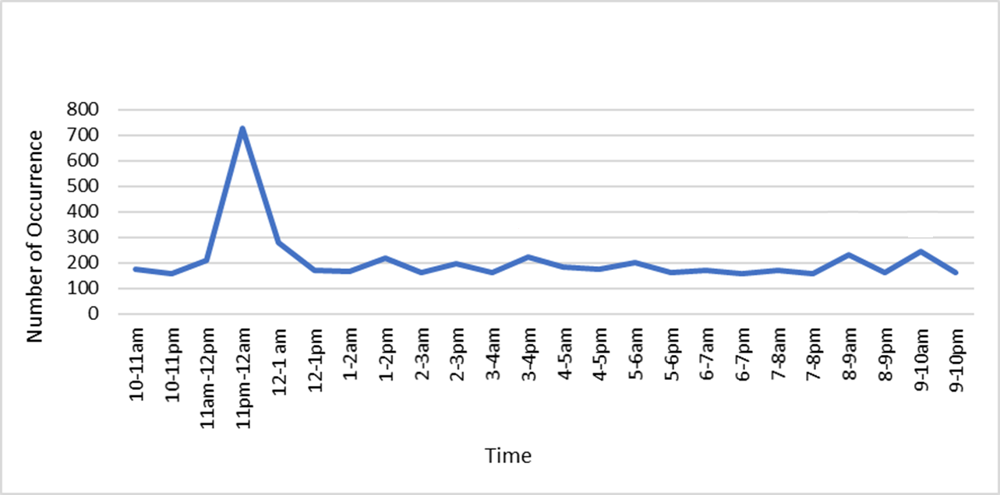 800
700
600
500
400
300
200
100
0
Number of Occurrence
10-11am
10-11pm
11am-12pm
11pm-12am
12-1 am
12-1pm
1-2am
1-2pm
2-3am
2-3pm
3-4am
3-4pm
4-5am
4-5pm
5-6am
5-6pm
6-7am
6-7pm
7-8am
7-8pm
8-9am
8-9pm
9-10am
9-10pm
Time